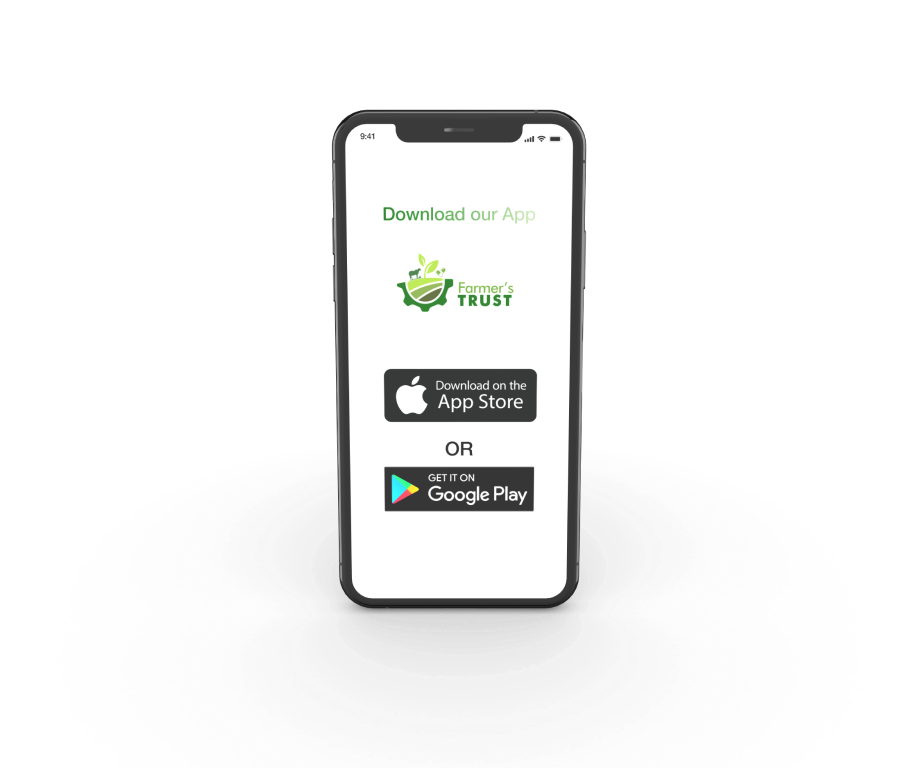 9:41
Download our App
Farmer's
TRUST
Download on the
App Store
OR
GET IT ON
Google Play